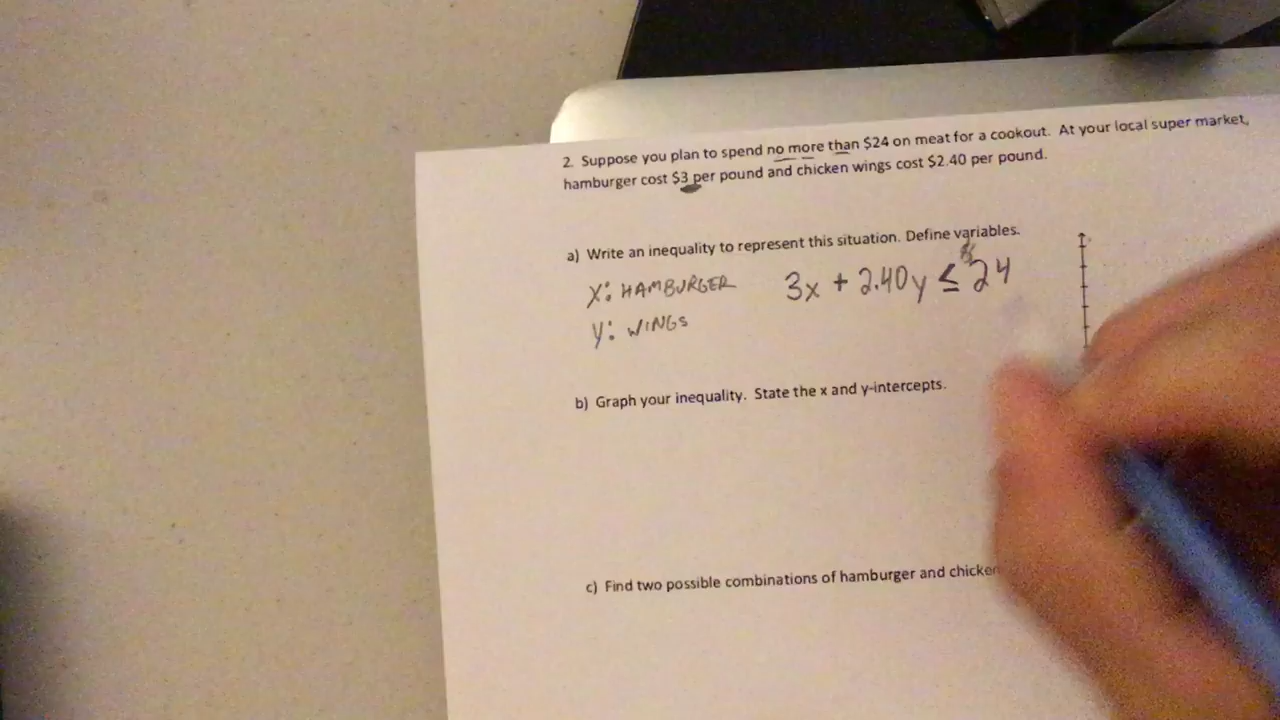 2. Suppose you plan to spend no more than $24 on meat for a cookout. At your local super market,
hamburger cost $3 per pound and chicken wings cost $2.40 per pound.
a) Write an inequality to represent this situation. Define variables.
X: HAMBURGER 3x + 2.40y ≤ 24
Y: WINGS
b) Graph your inequality. State the x and y-intercepts.
c) Find two possible combinations of hamburger and chicken